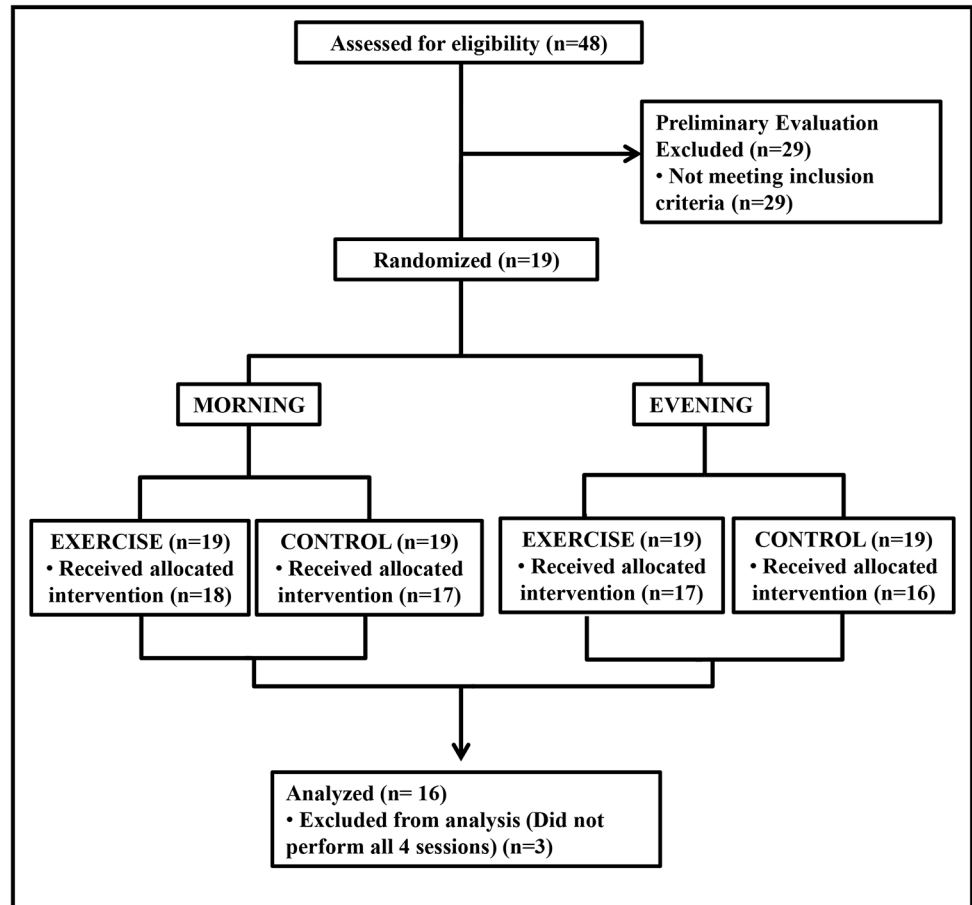 Assessed for eligibility (n=48)
Preliminary Evaluation
Excluded (n=29)
• Not meeting inclusion
criteria (n=29)
Randomized (n=19)
MORNING
EVENING
EXERCISE (n=19)
• Received allocated
intervention (n=18)
CONTROL (n=19)
• Received allocated
intervention (n=17)
EXERCISE (n=19)
• Received allocated
intervention (n=17)
CONTROL (n=19)
• Received allocated
intervention (n=16)
Analyzed (n= 16)
• Excluded from analysis (Did not
perform all 4 sessions) (n=3)